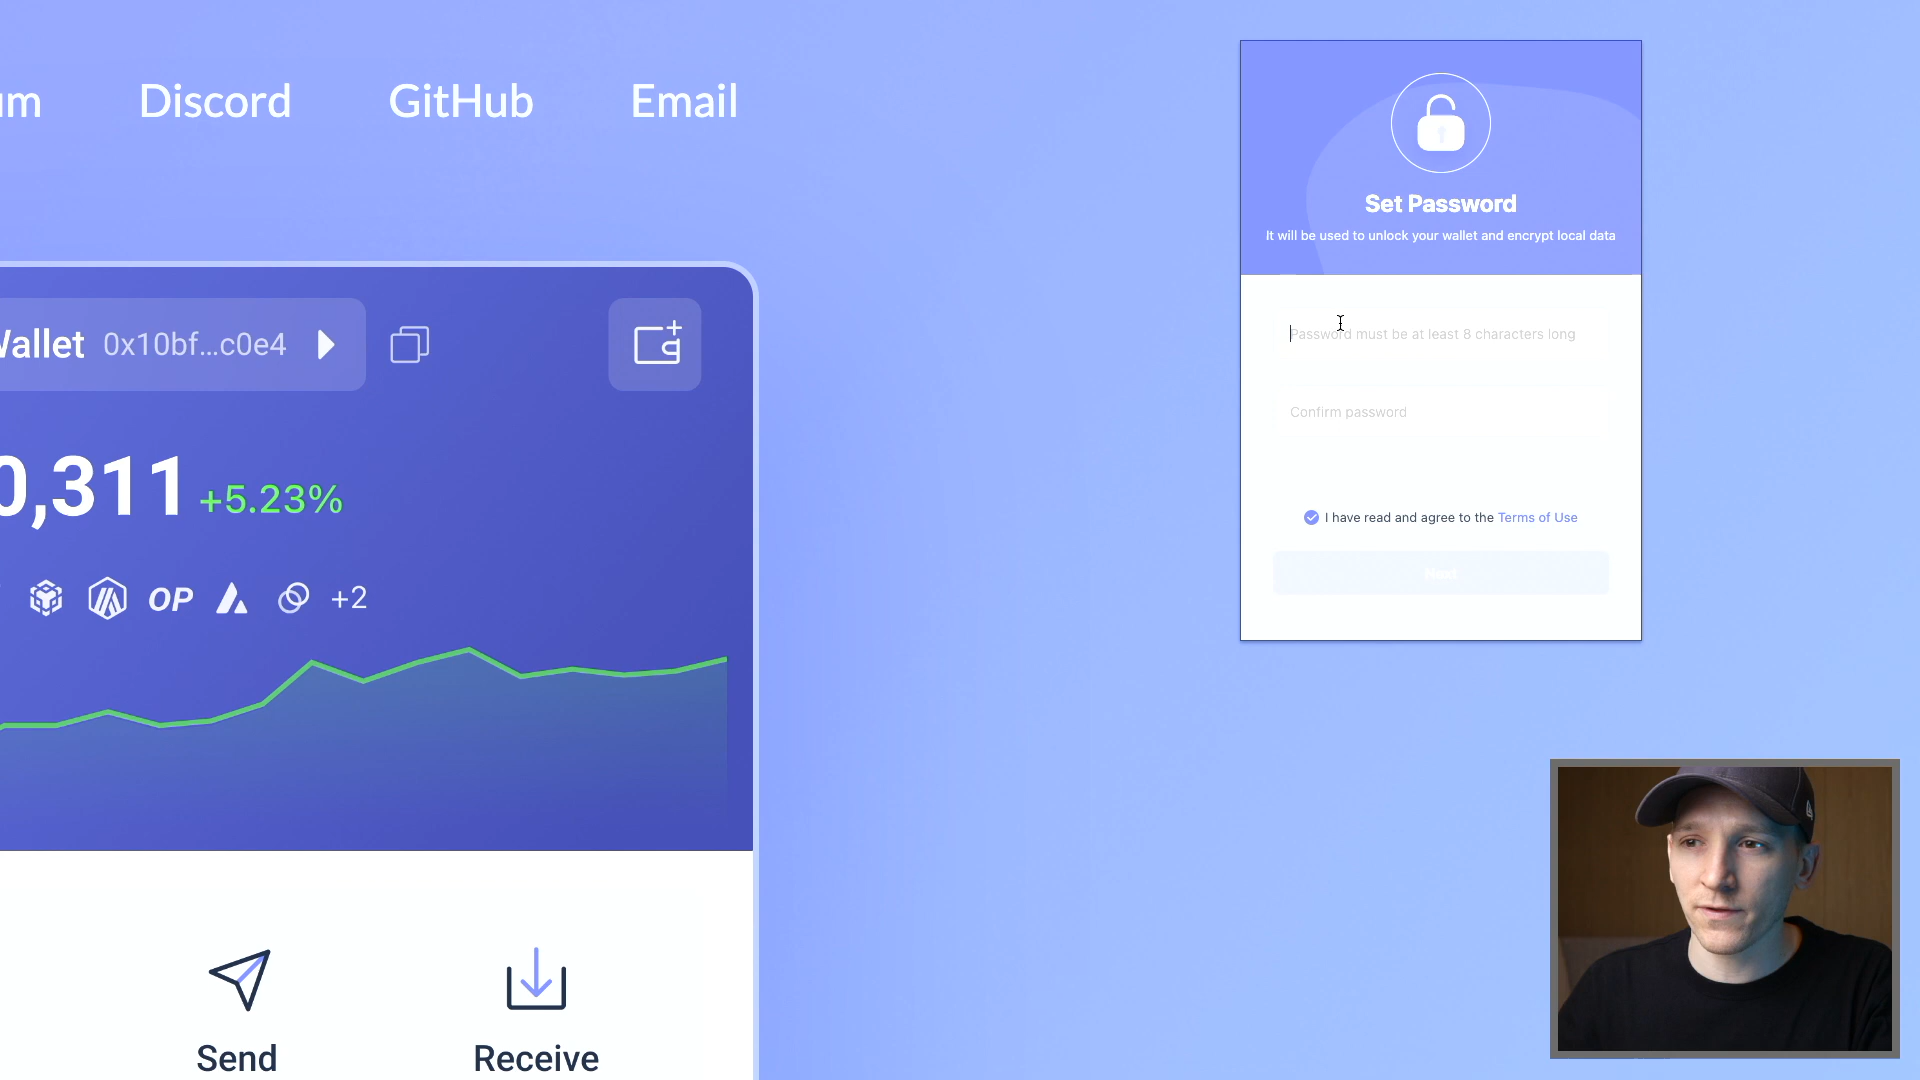 um Discord GitHub Email
Wallet 0x10bf...c0e4
0,311 +5.23%
OP +2
Send Receive
Set Password
It will be used to unlock your wallet and encrypt local data
Password must be at least 8 characters long
Confirm password
I have read and agree to the Terms of Use
Next